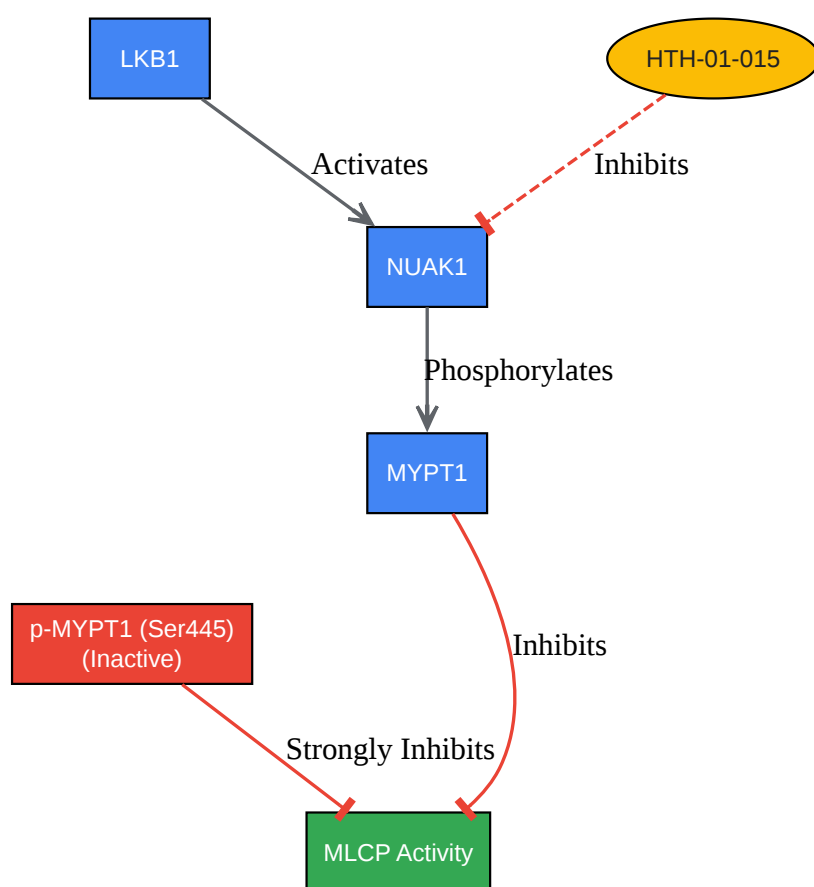 LKB1
HTH-01-015
Activates
Inhibits
NUAK1
Phosphorylates
MYPT1
p-MYPT1 (Ser445)
(Inactive)
Inhibits
Strongly Inhibits
MLCP Activity